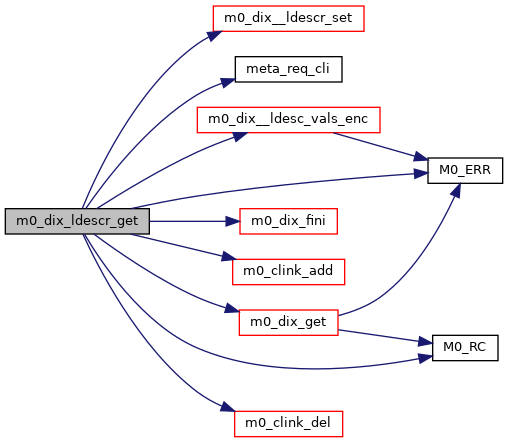 m0_dix__ldescr_set
meta_req_cli
m0_dix__ldesc_vals_enc
M0_ERR
m0_dix_ldescr_get
m0_dix_fini
m0_clink_add
m0_dix_get
M0_RC
m0_clink_del